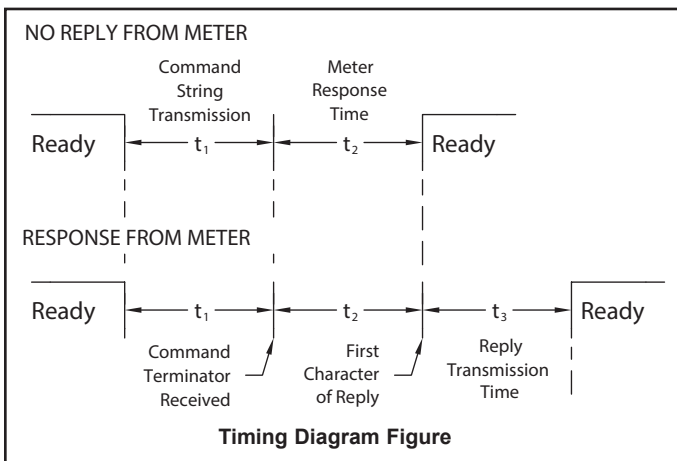 NO REPLY FROM METER
Command
String
Transmission
Meter
Response
Time
Ready
t₁
t₂
Ready
RESPONSE FROM METER
Ready
t₁
t₂
t₃
Ready
Command
Terminator
Received
First
Character
of Reply
Reply
Transmission
Time
Timing Diagram Figure